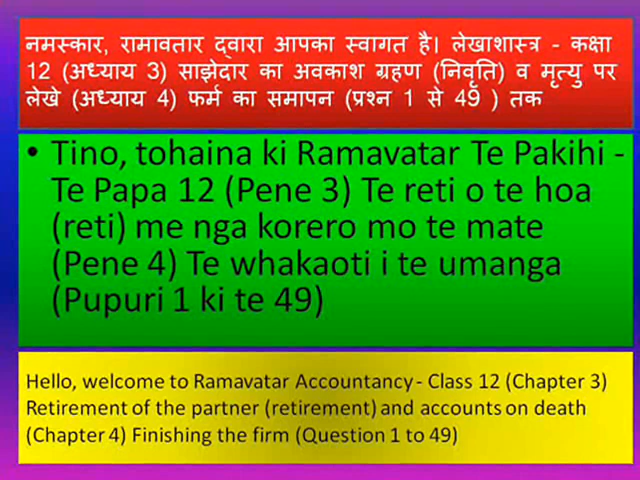 नमस्कार, रामावतार द्वारा आपका स्वागत है। लेखाशास्त्र - कक्षा
12 (अध्याय 3) साझेदार का अवकाश ग्रहण (निवृति) व मृत्यु पर
लेखे (अध्याय 4) फर्म का समापन (प्रश्न 1 से 49 ) तक
• Tino, tohaina ki Ramavatar Te Pakihi -
Te Papa 12 (Pene 3) Te reti o te hoa
(reti) me nga korero mo te mate
(Pene 4) Te whakaoti i te umanga
(Pupuri 1 ki te 49)
Hello, welcome to Ramavatar Accountancy - Class 12 (Chapter 3)
Retirement of the partner (retirement) and accounts on death
(Chapter 4) Finishing the firm (Question 1 to 49)